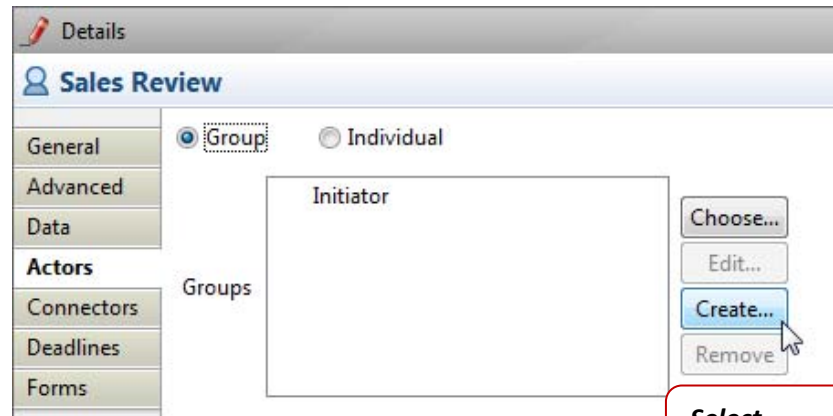 Details
Sales Review
General
Group
Individual
Advanced
Initiator
Data
Choose...
Actors
Edit...
Groups
Connectors
Create...
Deadlines
Remove
Forms
Select